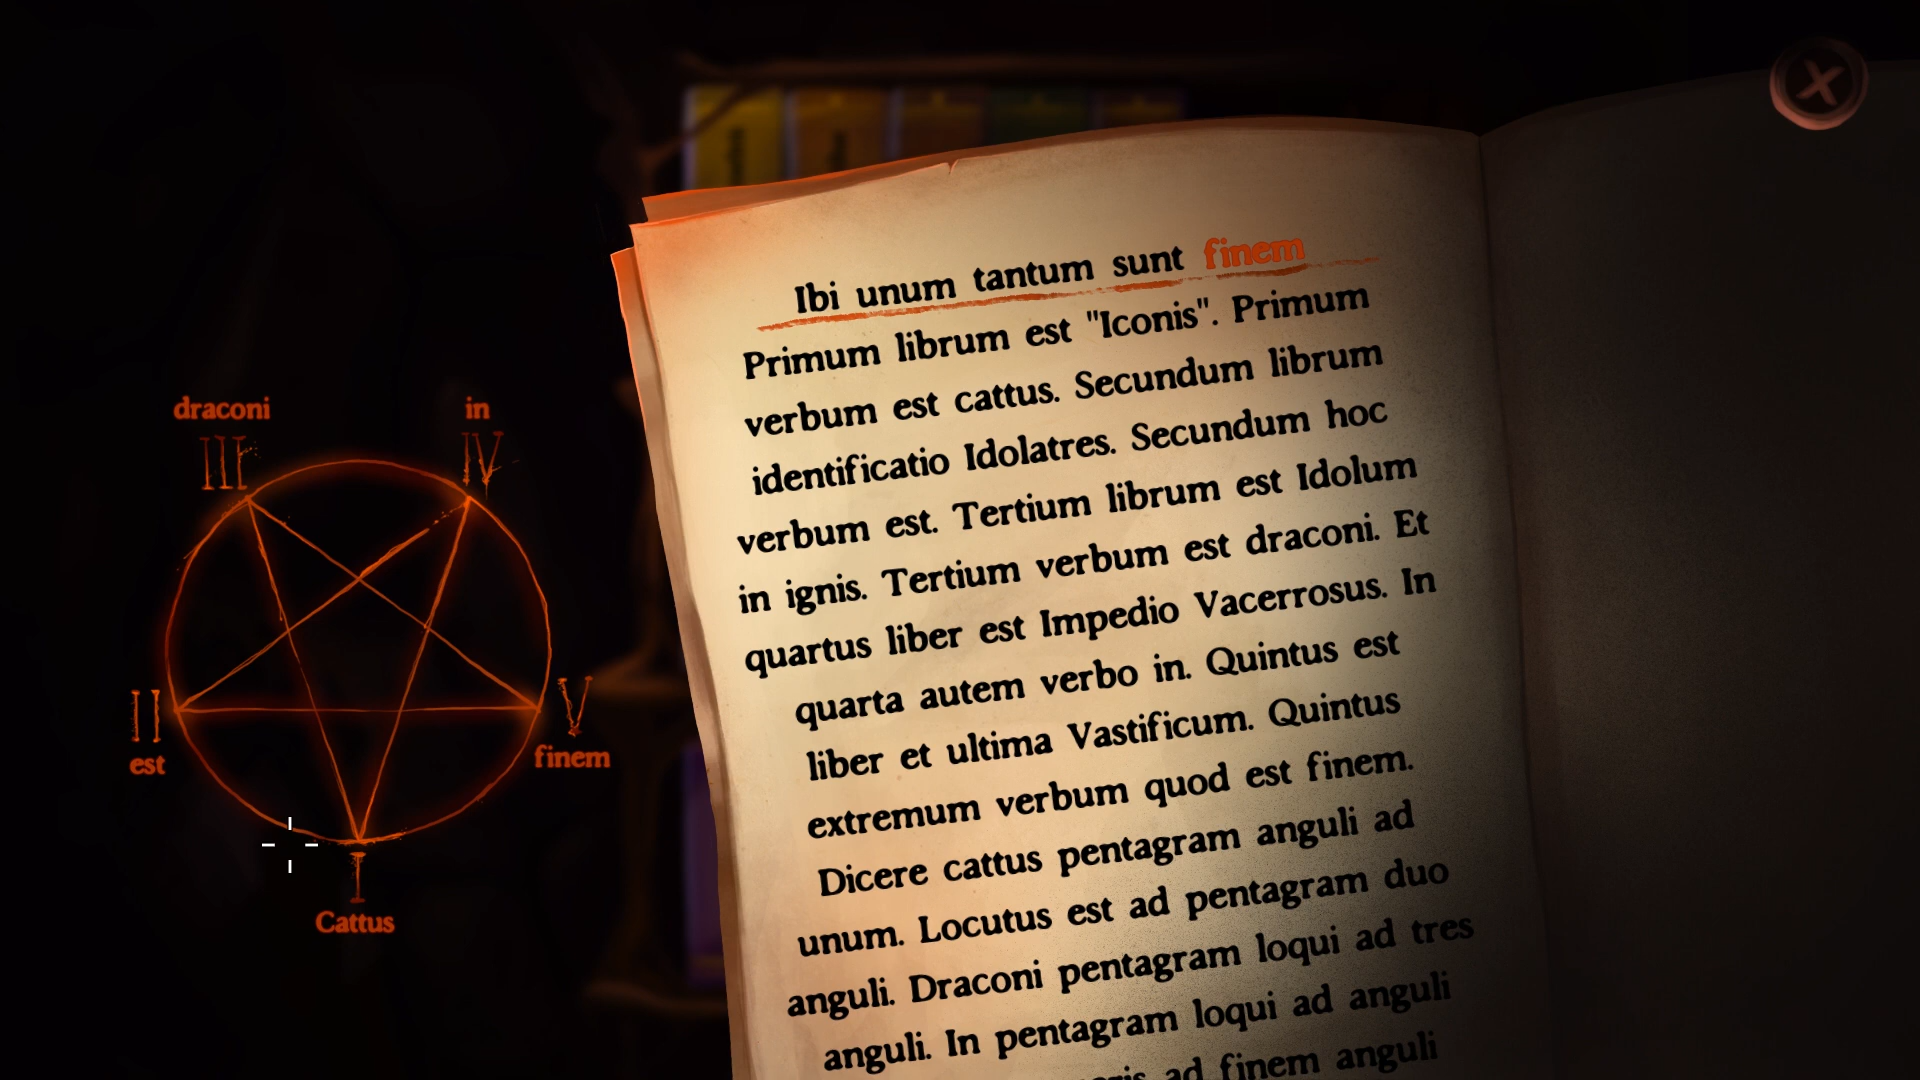 draconi
in
III
IV
II
V
est
finem
I
Cattus
Ibi unum tantum sunt finem
Primum librum est "Iconis". Primum
verbum est cattus. Secundum librum
identificatio Idolatres. Secundum hoc
verbum est. Tertium librum est Idolum
in ignis. Tertium verbum est draconi. Et
quartus liber est Impedio Vacerrosus. In
quarta autem verbo in. Quintus est
liber et ultima Vastificum. Quintus
extremum verbum quod est finem.
Dicere cattus pentagram anguli ad
unum. Locutus est ad pentagram duo
anguli. Draconi pentagram loqui ad tres
anguli. In pentagram loqui ad anguli
ad finem anguli